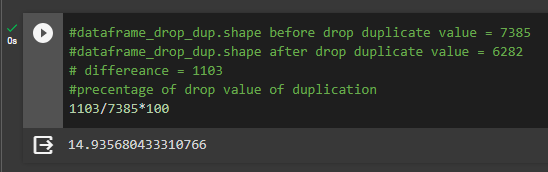 #dataframe_drop_dup.shape before drop duplicate value = 7385
#dataframe_drop_dup.shape after drop duplicate value = 6282
# differeance = 1103
#precentage of drop value of duplication
1103/7385*100
0s
14.935680433310766